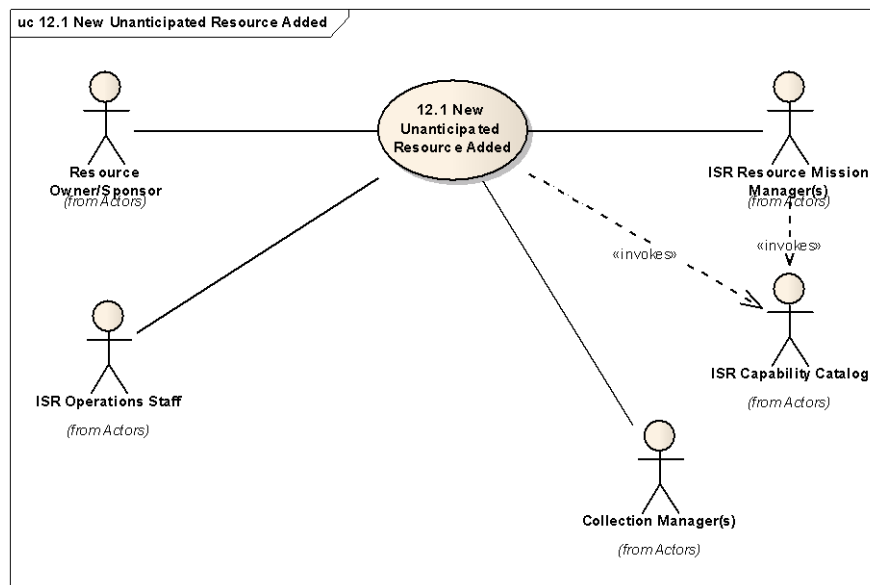 uc 12.1 New Unanticipated Resource Added
12.1 New
Unanticipated
Resource Added
Resource
Owner/Sponsor
(from Actors)
ISR Resource Mission
Manager(s)
(from Actors)
«invokes»
«invokes»
ISR Operations Staff
(from Actors)
ISR Capability Catalog
(from Actors)
Collection Manager(s)
(from Actors)